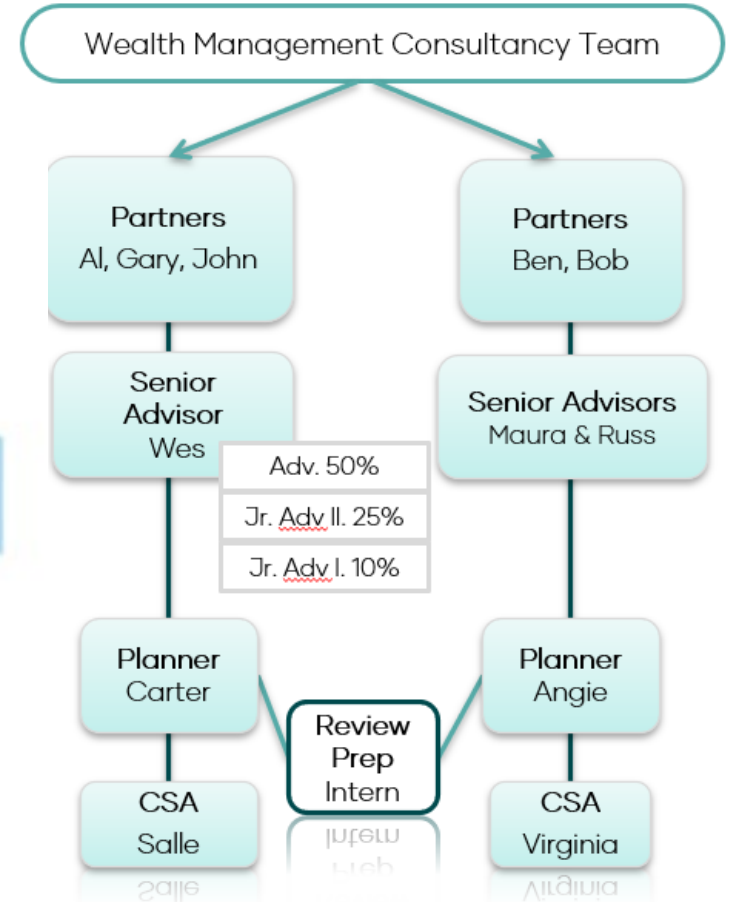 Wealth Management Consultancy Team
Partners
Al, Gary, John
Partners
Ben, Bob
Senior
Advisor
Wes
Senior Advisors
Maura & Russ
Adv. 50%
Jr. Adv II. 25%
Jr. Adv I. 10%
Planner
Carter
Planner
Angie
Review
Prep
Intern
CSA
Salle
CSA
Virginia